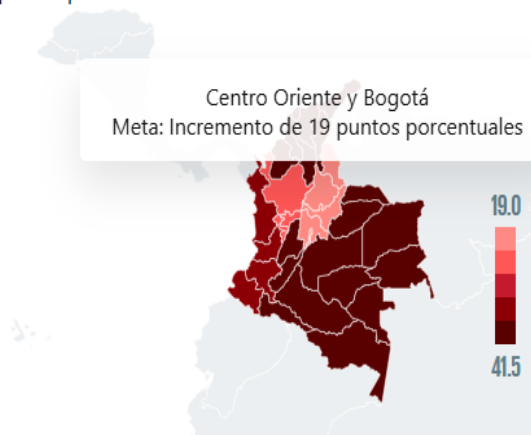 Centro Oriente y Bogotá
Meta: Incremento de 19 puntos porcentuales
19.0
41.5